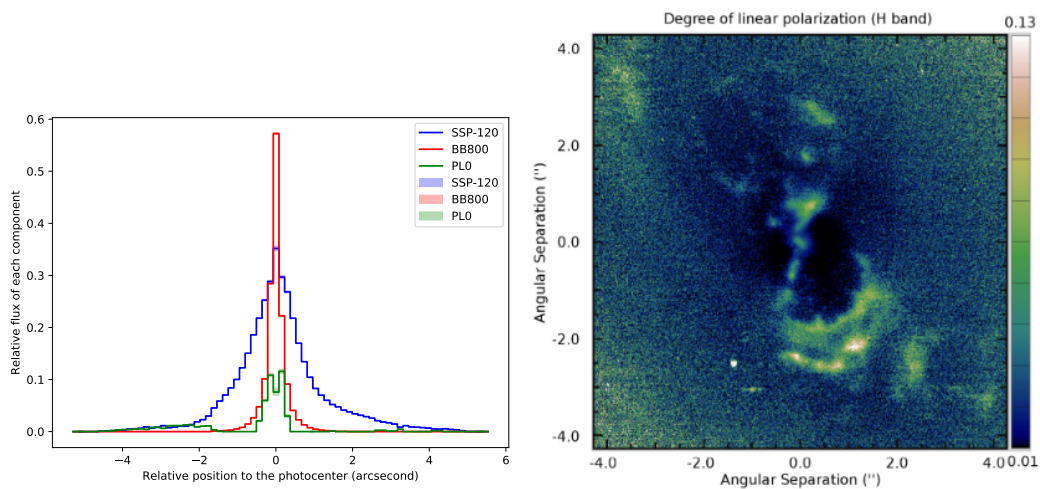 0.6
0.5
0.4
0.3
0.2
0.1
0.0
Relative flux of each component
SSP-120
BB800
PL0
SSP-120
BB800
PL0
−4 −2 0 2 4 6
Relative position to the photocenter (arcsecond)
Degree of linear polarization (H band)
0.13
4.0
2.0
0.0
-2.0
-4.0
Angular Separation ('')
-4.0 -2.0 0.0 2.0 4.0
0.01
Angular Separation ('')